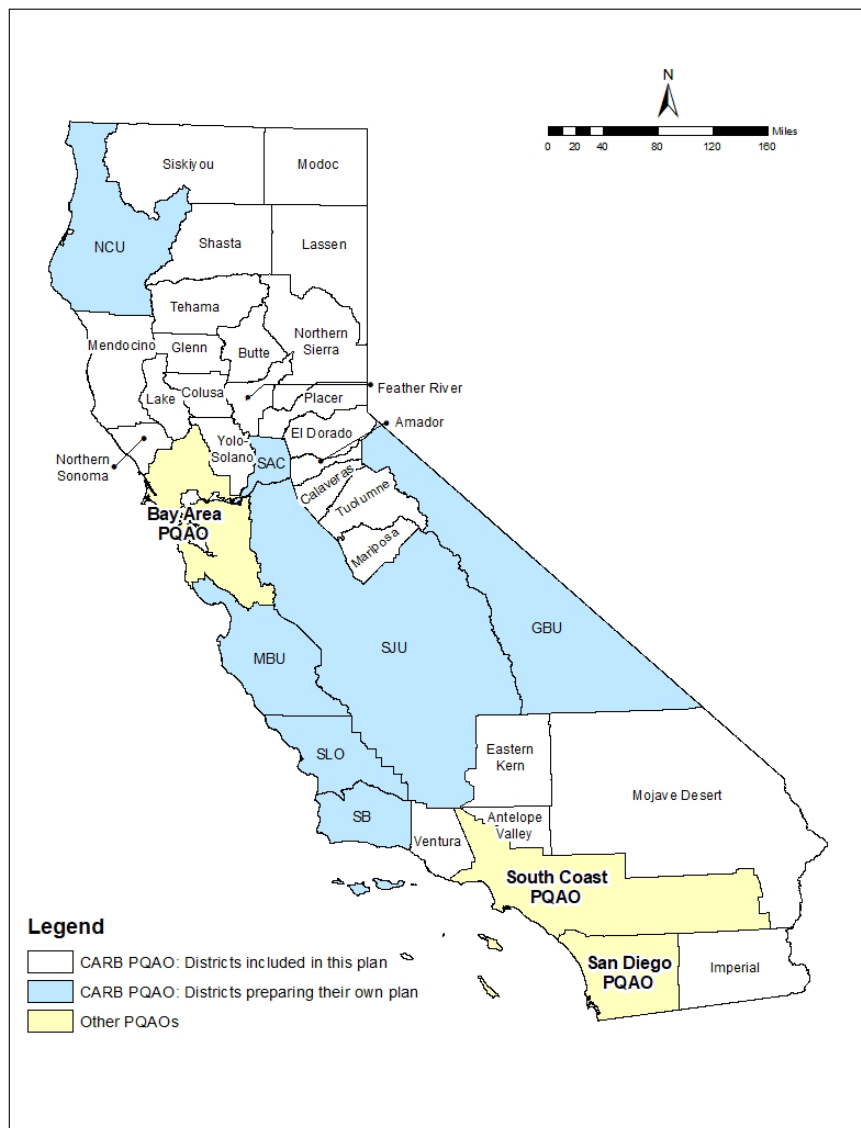 N
Miles
0 20 40 80 120 160
Siskiyou
Modoc
NCU
Shasta
Lassen
Tehama
Mendocino
Glenn
Butte
Northern
Sierra
Feather River
Lake
Colusa
Placer
Amador
El Dorado
Yolo-
Solano
SAC
Northern
Sonoma
Calaveras
Tuolumne
Mariposa
Bay Area
PQAO
GBU
SJU
MBU
SLO
Eastern
Kern
SB
Mojave Desert
Ventura
Antelope
Valley
South Coast
PQAO
San Diego
PQAO
Imperial
Legend
CARB PQAO: Districts included in this plan
CARB PQAO: Districts preparing their own plan
Other PQAOs